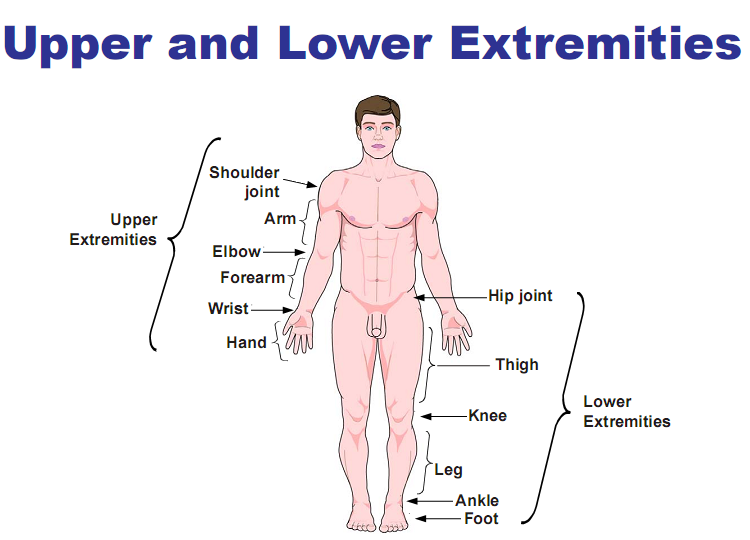 Upper and Lower Extremities
Shoulder
joint
Arm
Upper
Extremities
Elbow
Forearm
Wrist
Hand
Hip joint
Thigh
Knee
Lower
Extremities
Leg
Ankle
Foot